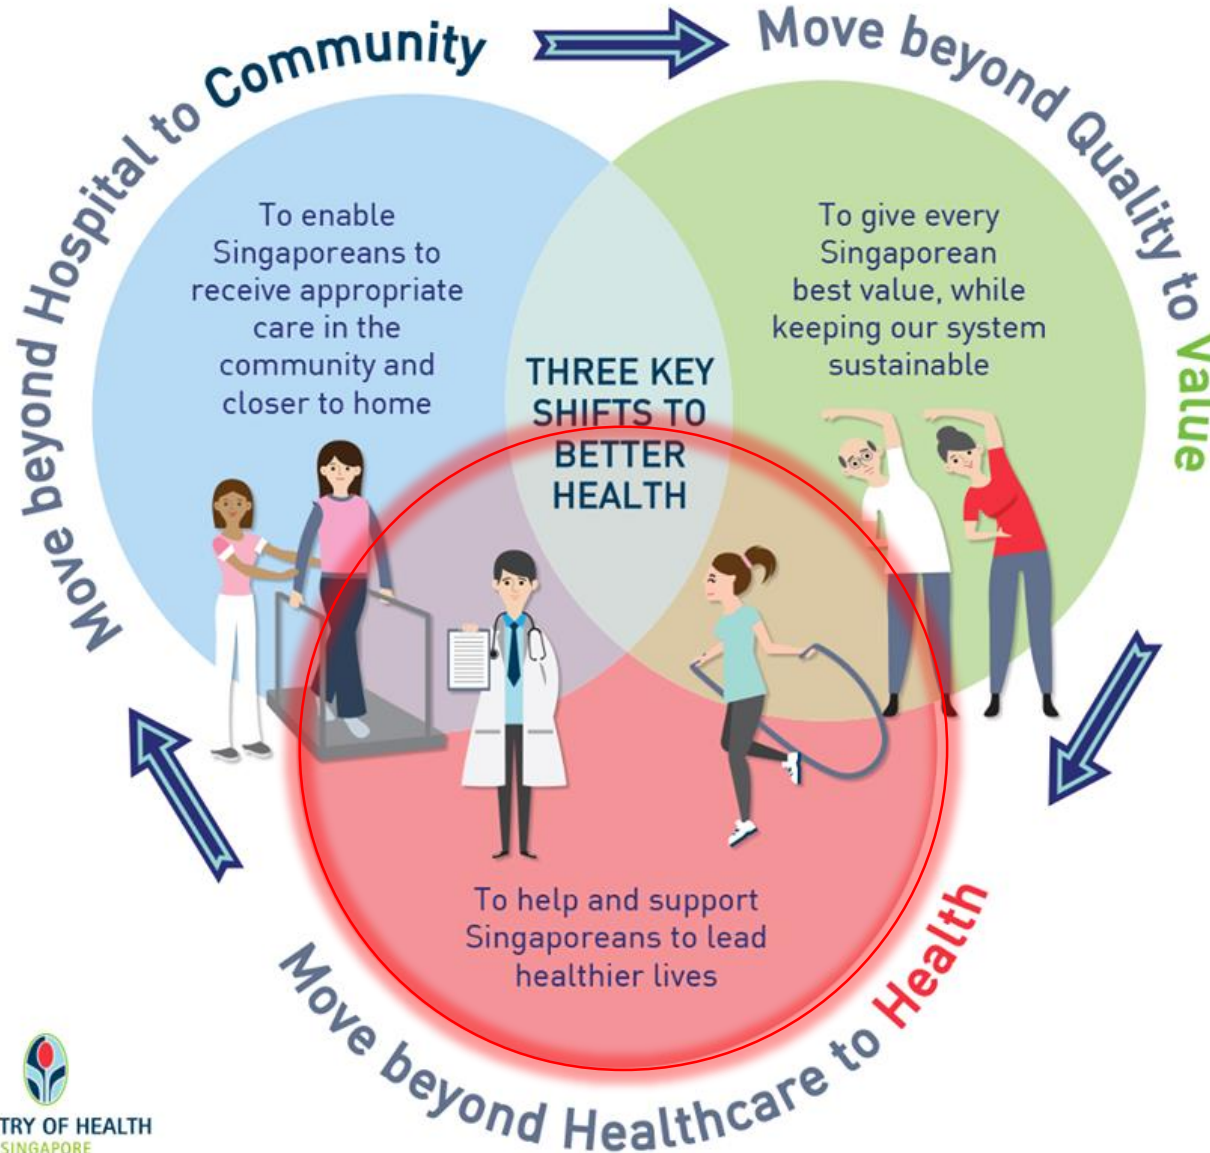 Move beyond Hospital to Community
Move beyond Quality to Value
To enable
Singaporeans to
receive appropriate
care in the
community and
closer to home
To give every
Singaporean
best value, while
keeping our system
sustainable
THREE KEY
SHIFTS TO
BETTER
HEALTH
To help and support
Singaporeans to lead
healthier lives
Move beyond Healthcare to Health
TRY OF HEALTH
SINGAPORE